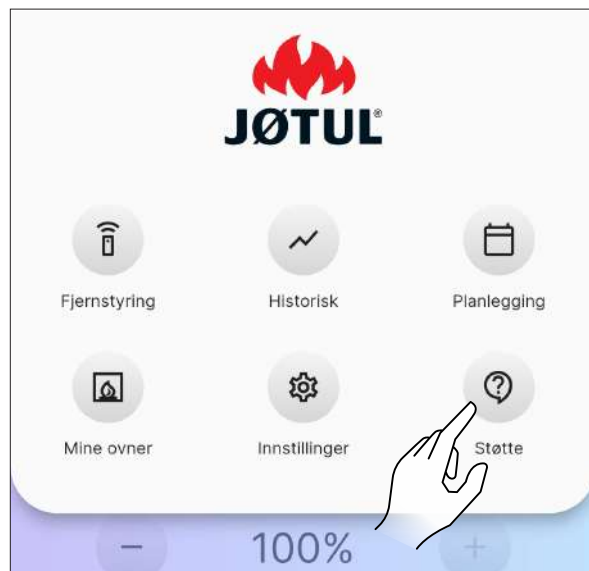 JØTUL®
Fjernstyring Historisk Planlegging
Mine ovner Innstillinger Støtte
− 100% +